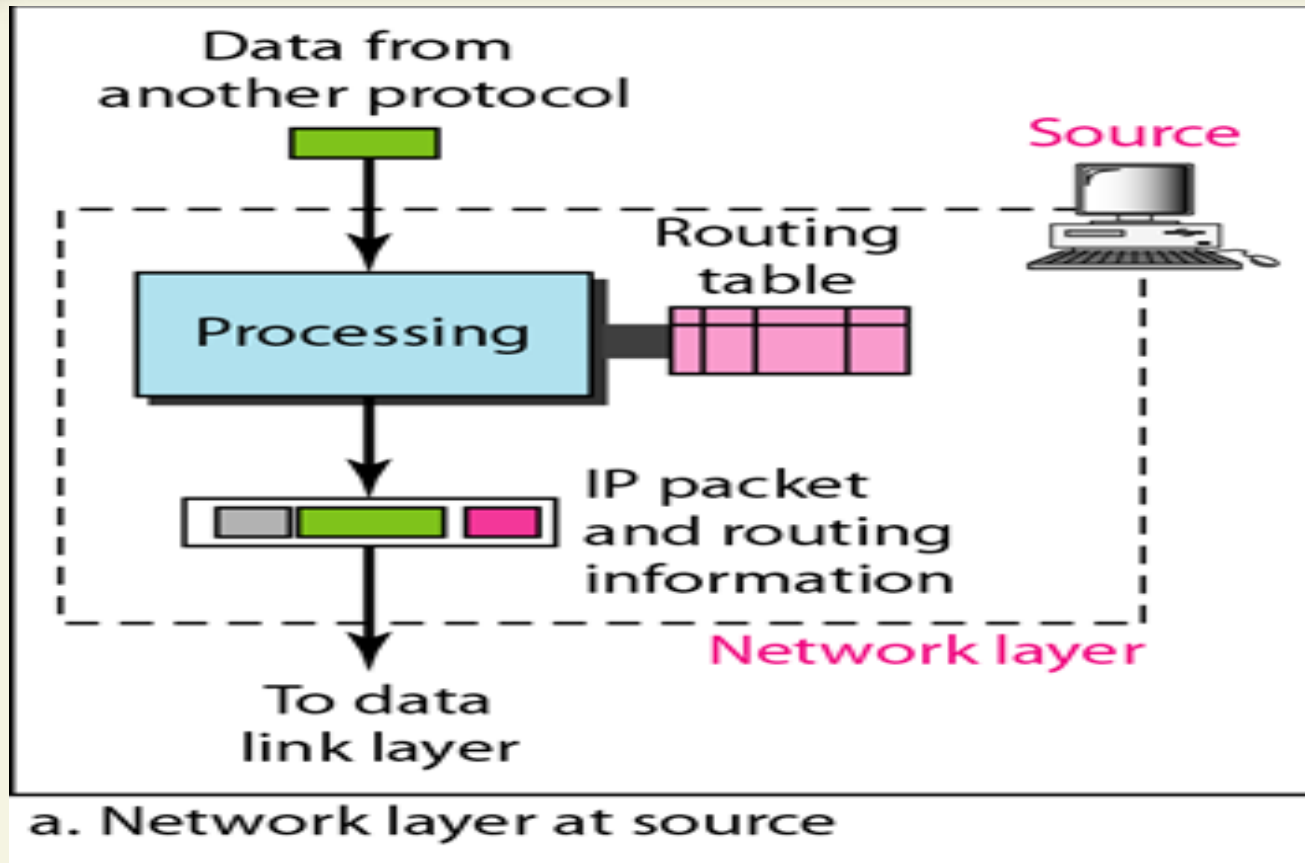 Data from
another protocol
Source
Routing
table
Processing
IP packet
and routing
information
Network layer
To data
link layer
a. Network layer at source